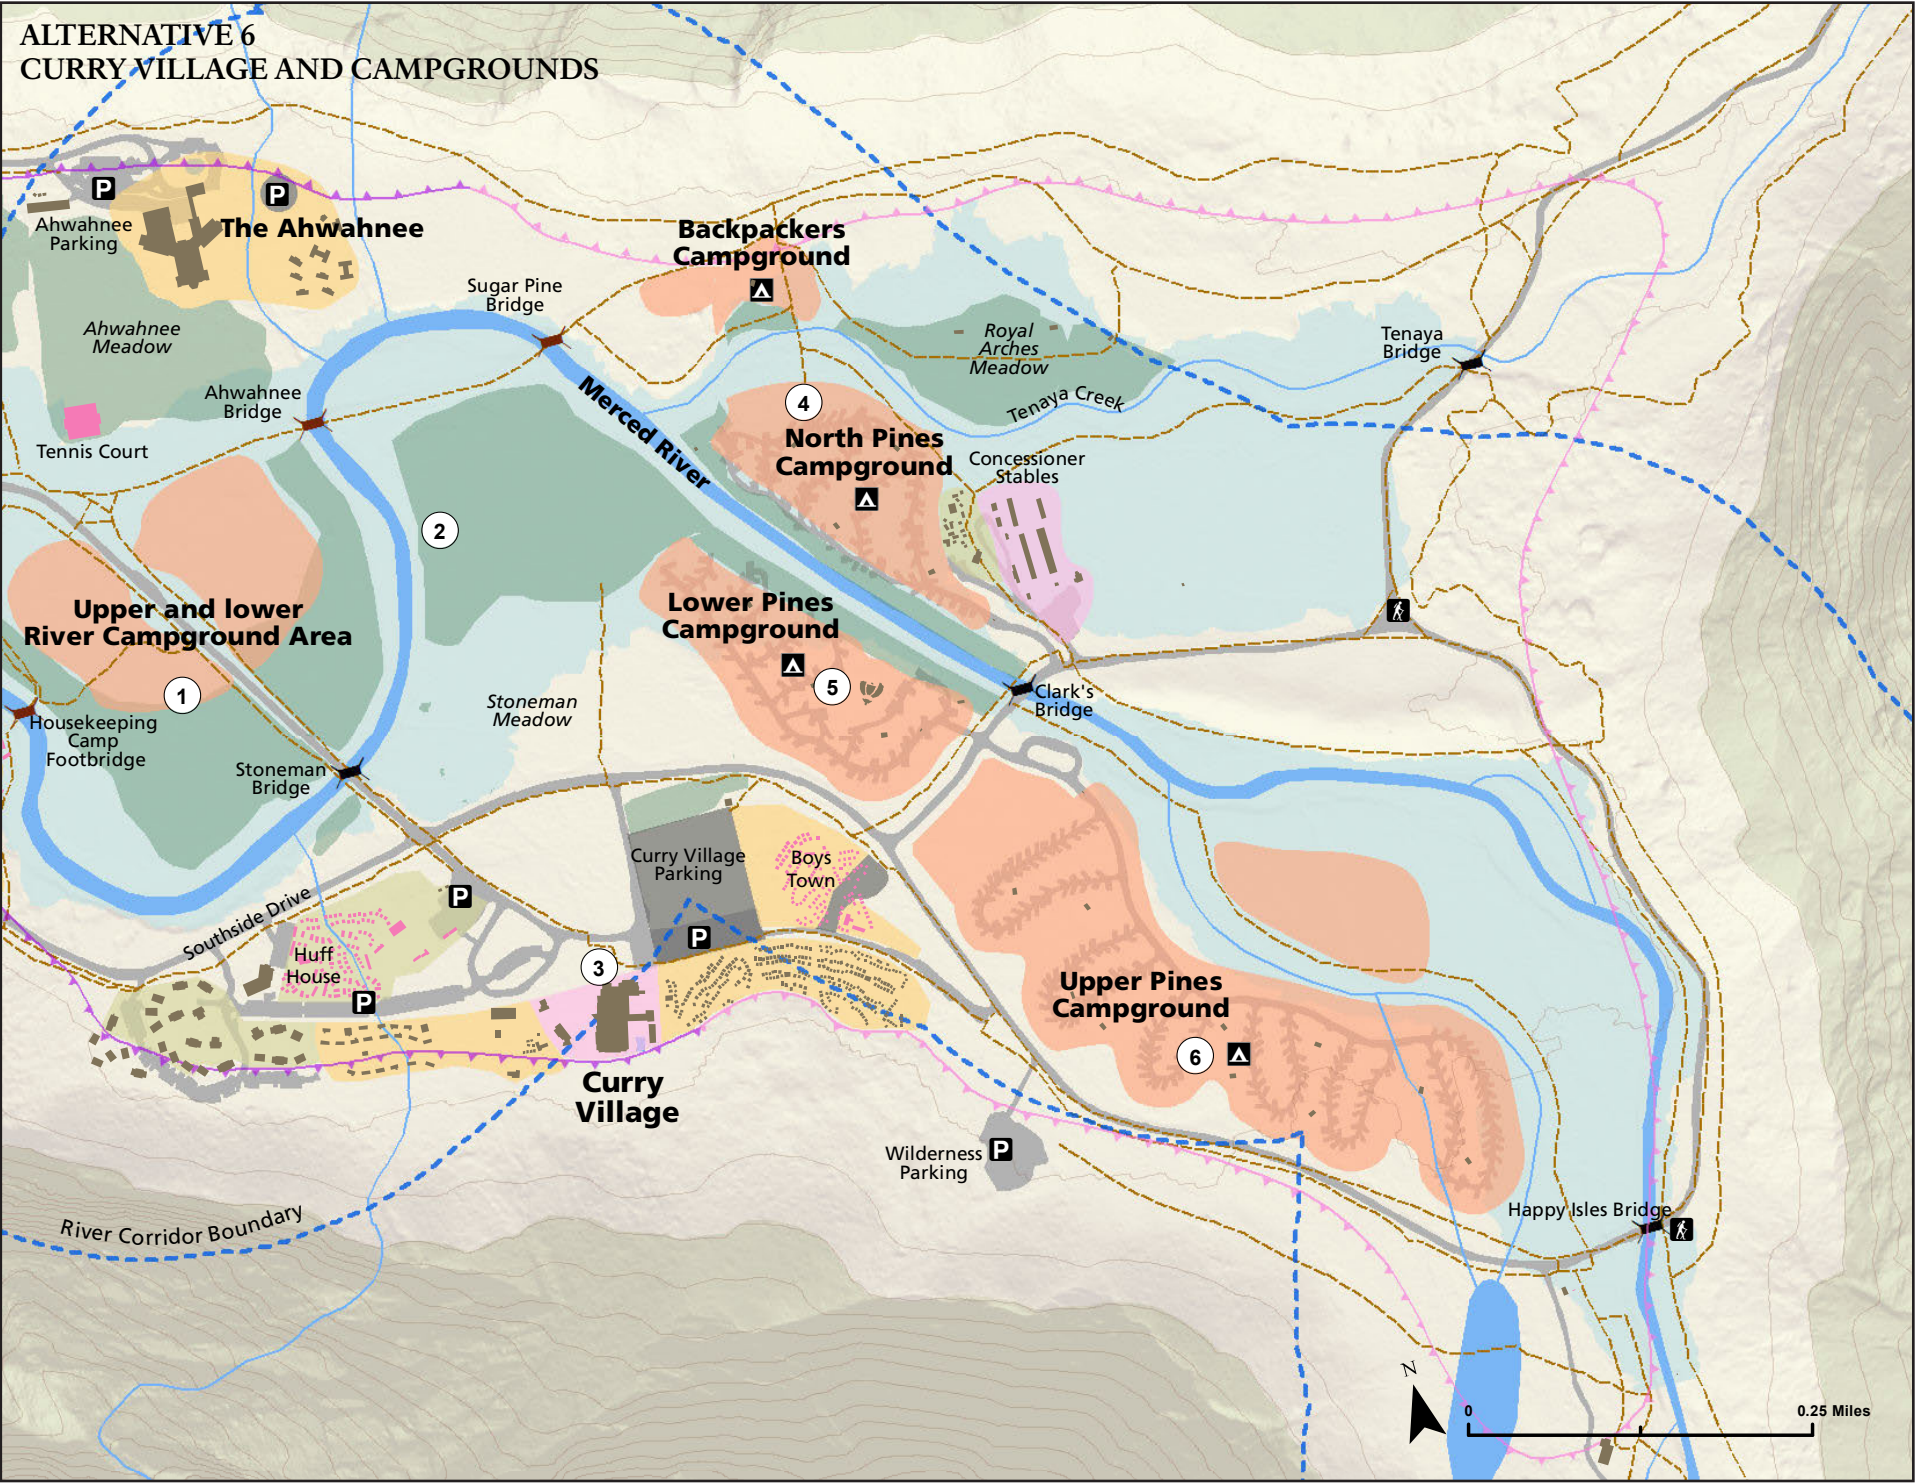 ALTERNATIVE 6
CURRY VILLAGE AND CAMPGROUNDS
P
P
The Ahwahnee
Ahwahnee
Parking
Backpackers
Campground
Sugar Pine
Bridge
Ahwahnee
Meadow
Royal
Arches
Meadow
Tenaya
Bridge
Ahwahnee
Bridge
Merced River
Tenaya Creek
4
North Pines
Campground
Tennis Court
Concessioner
Stables
2
Upper and lower
River Campground Area
1
Lower Pines
Campground
5
Stoneman
Meadow
Clark's
Bridge
Housekeeping
Camp
Footbridge
Stoneman
Bridge
Curry Village
Parking
Boys
Town
P
Southside Drive
P
Huff
House
3
P
Upper Pines
Campground
6
Curry
Village
Wilderness
Parking
P
River Corridor Boundary
Happy Isles Bridge
N
0
0.25 Miles